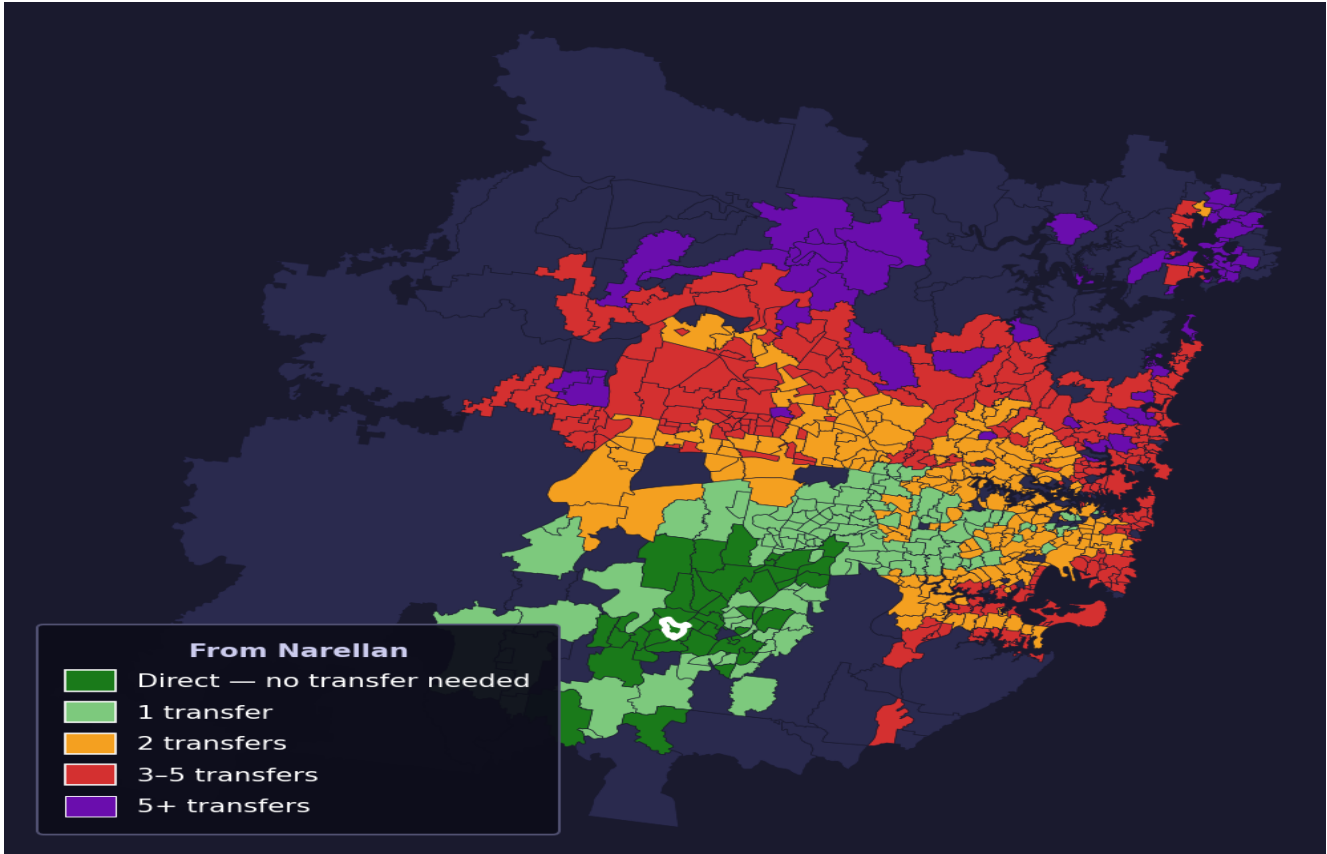 From Narellan
Direct — no transfer needed
1 transfer
2 transfers
3–5 transfers
5+ transfers